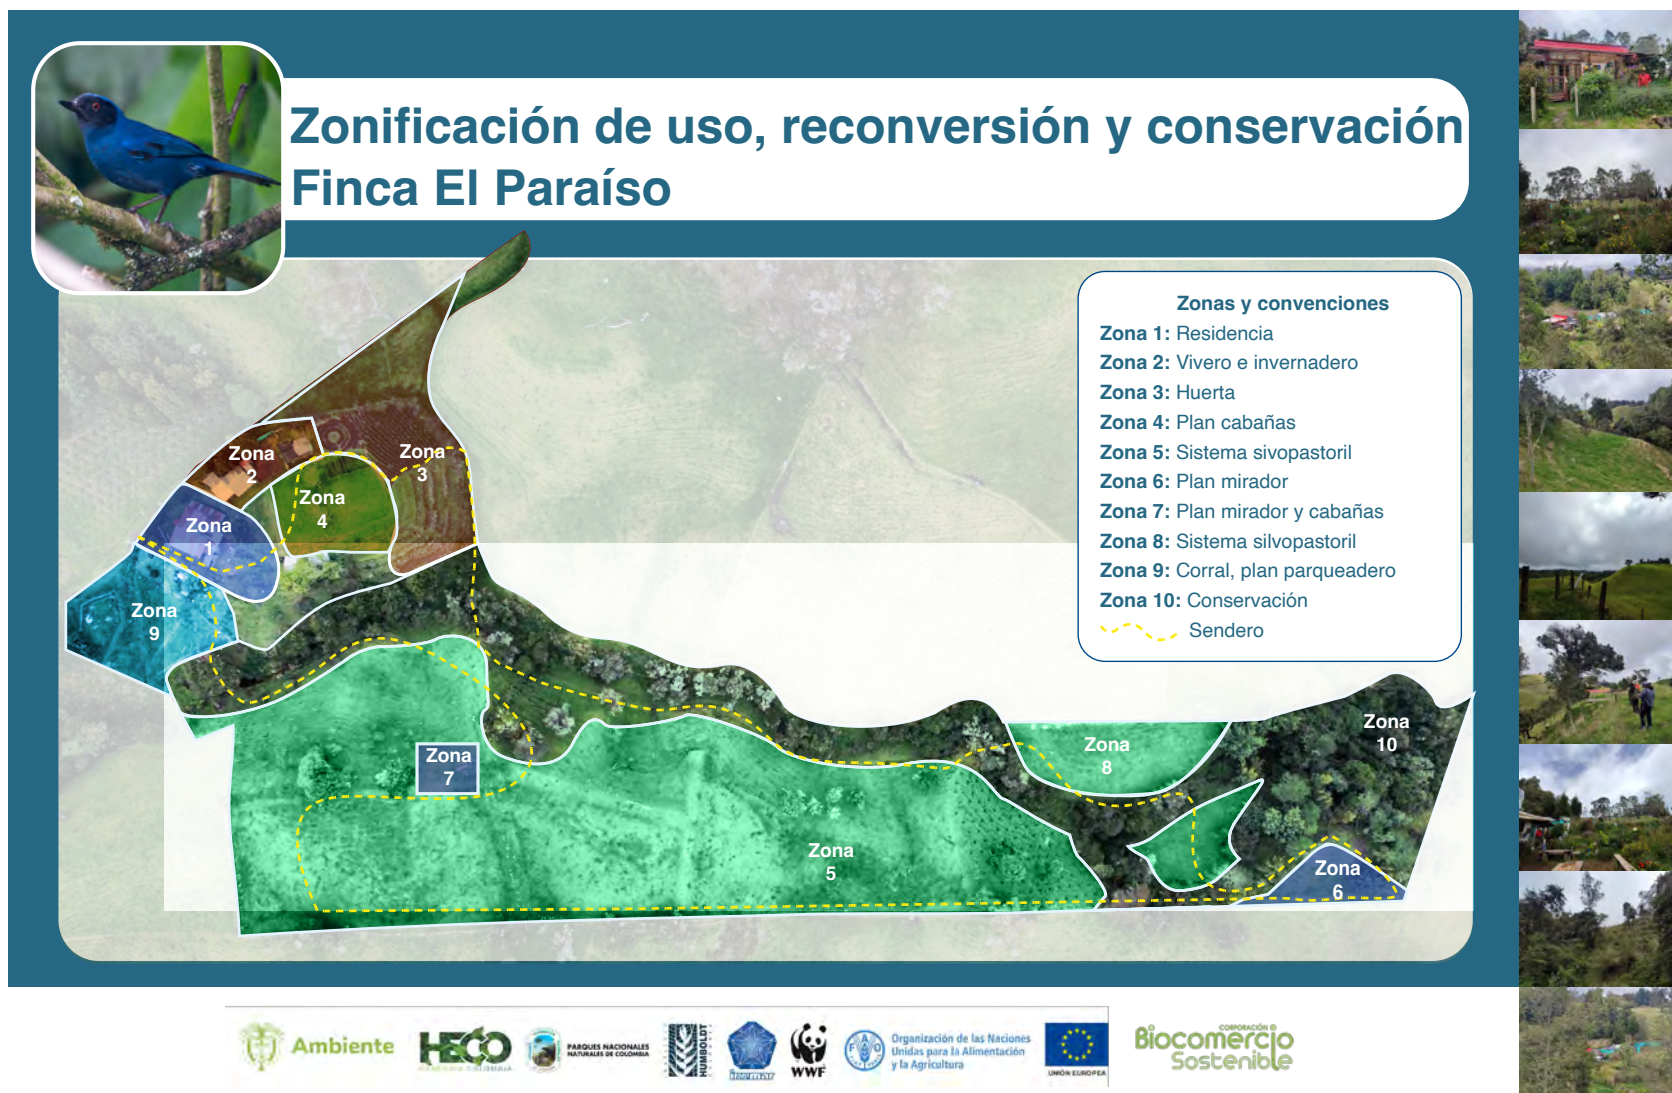 Zonificación de uso, reconversión y conservación
Finca El Paraíso
Zonas y convenciones
Zona 1: Residencia
Zona 2: Vivero e invernadero
Zona 3: Huerta
Zona 4: Plan cabañas
Zona 5: Sistema sivopastoril
Zona 6: Plan mirador
Zona 7: Plan mirador y cabañas
Zona 8: Sistema silvopastoril
Zona 9: Corral, plan parqueadero
Zona 10: Conservación
Sendero
Zona
2
Zona
3
Zona
4
Zona
1
Zona
9
Zona
7
Zona
5
Zona
8
Zona
10
Zona
6
Ambiente
HECO
COLOMBIA
PARQUES NACIONALES
NATURALES DE COLOMBIA
HUMBOLDT
invemar
WWF
FAO
Organización de las Naciones
Unidas para la Alimentación
y la Agricultura
UNIÓN EUROPEA
CORPORACIÓN
Biocomercio
Sostenible